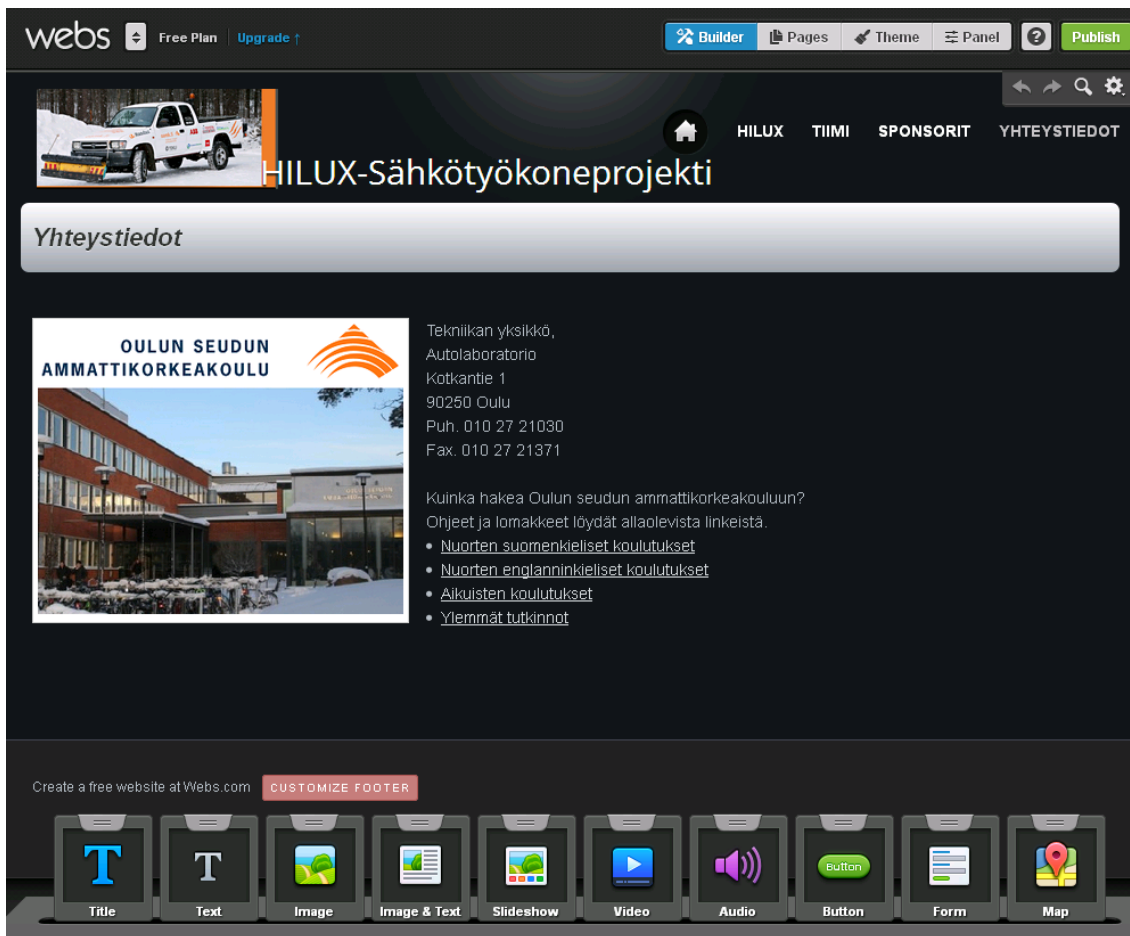 webs Free Plan Upgrade ↑ Builder Pages Theme Panel ? Publish
HILUX TIIMI SPONSORIT YHTEYSTIEDOT
HILUX-Sähkötyökoneprojekti
Yhteystiedot
OULUN SEUDUN
AMMATTIKORKEAKOULU
Tekniikan yksikkö,
Autolaboratorio
Kotkantie 1
90250 Oulu
Puh. 010 27 21030
Fax. 010 27 21371
Kuinka hakea Oulun seudun ammattikorkeakouluun?
Ohjeet ja lomakkeet löydät allaolevista linkeistä.
• Nuorten suomenkieliset koulutukset
• Nuorten englanninkieliset koulutukset
• Aikuisten koulutukset
• Ylemmät tutkinnot
Create a free website at Webs.com CUSTOMIZE FOOTER
T T Button
Title Text Image Image & Text Slideshow Video Audio Button Form Map